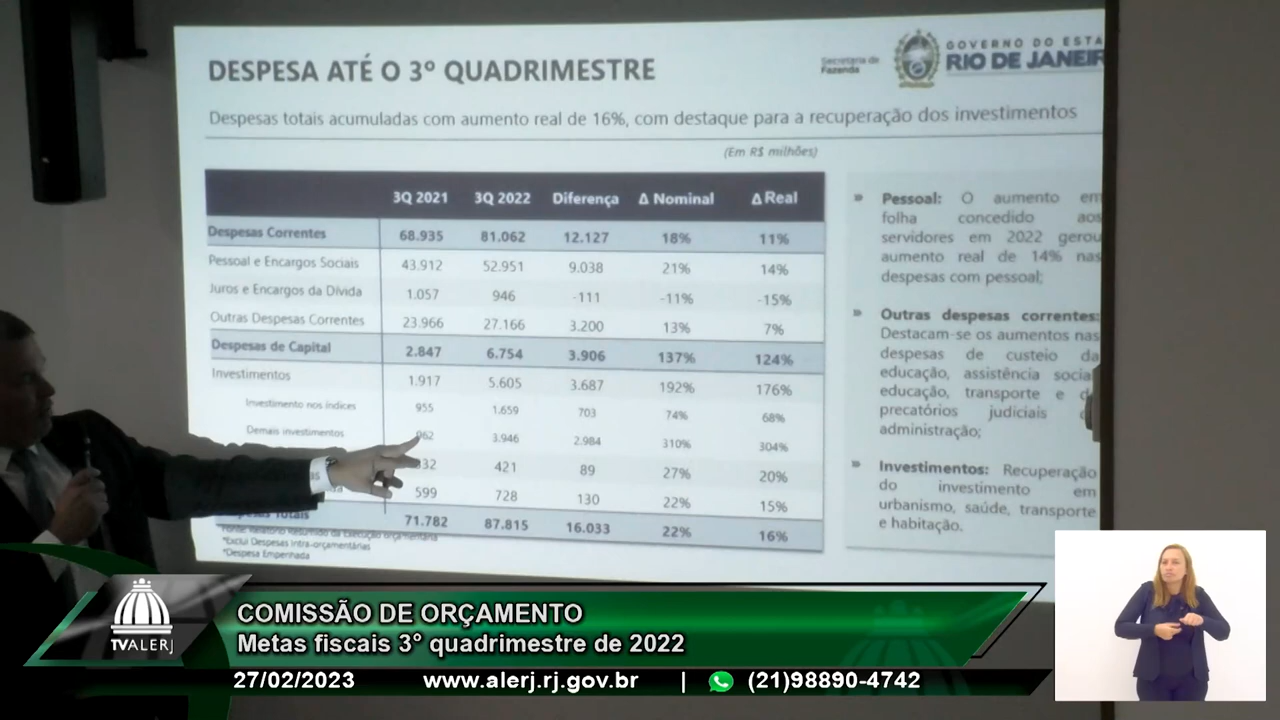 DESPESA ATÉ O 3º QUADRIMESTRE
Secretaria de
Fazenda
GOVERNO DO ESTA
RIO DE JANEIR
Despesas totais acumuladas com aumento real de 16%, com destaque para a recuperação dos investimentos
(Em R$ milhões)
3Q 2021 3Q 2022 Diferença Δ Nominal Δ Real
Despesas Correntes 68.935 81.062 12.127 18% 11%
Pessoal e Encargos Sociais 43.912 52.951 9.038 21% 14%
Juros e Encargos da Dívida 1.057 946 -111 -11% -15%
Outras Despesas Correntes 23.966 27.166 3.200 13% 7%
Despesas de Capital 2.847 6.754 3.906 137% 124%
Investimentos 1.917 5.605 3.687 192% 176%
Investimento nos índices 955 1.659 703 74% 68%
Demais investimentos 962 3.946 2.984 310% 304%
421 89 27% 20%
599 728 130 22% 15%
Totais 71.782 87.815 16.033 22% 16%
Fonte: Relatório Resumido da Execução Orçamentária
*Exclui Despesas Intra-orçamentárias
*Despesa Empenhada
» Pessoal: O aumento em
folha concedido aos
servidores em 2022 gerou
aumento real de 14% nas
despesas com pessoal;
» Outras despesas correntes:
Destacam-se os aumentos nas
despesas de custeio da
educação, assistência social
educação, transporte e
precatórios judiciais
administração;
» Investimentos: Recuperação
do investimento em
urbanismo, saúde, transporte
e habitação.
TVALERJ
COMISSÃO DE ORÇAMENTO
Metas fiscais 3° quadrimestre de 2022
27/02/2023 www.alerj.rj.gov.br | (21)98890-4742